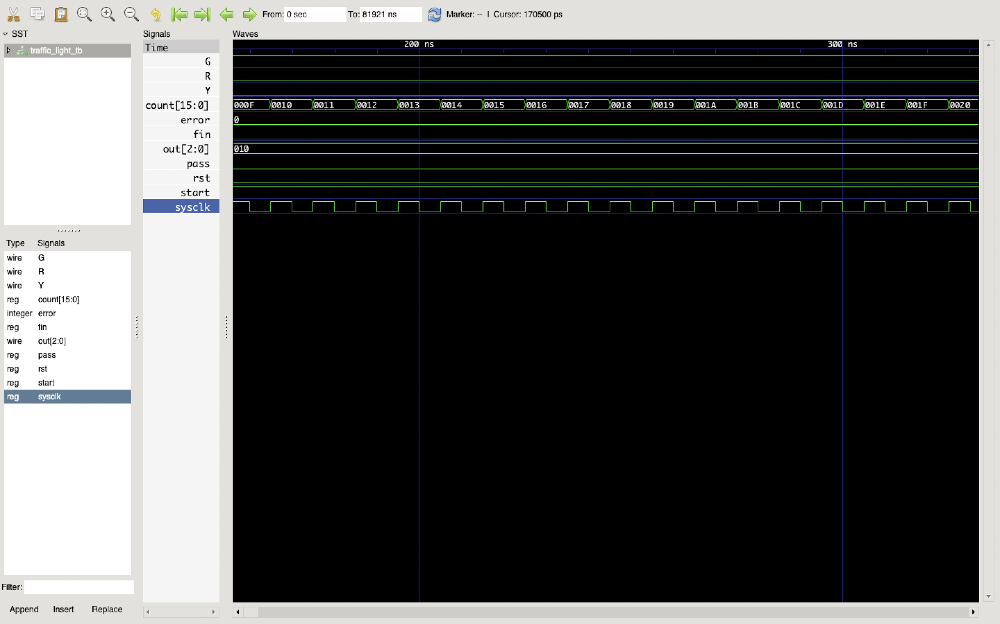 From: 0 sec To: 81921 ns Marker: -- | Cursor: 170500 ps
SST
traffic_light_tb
Type Signals
wire G
wire R
wire Y
reg count[15:0]
integer error
reg fin
wire out[2:0]
reg pass
reg rst
reg start
reg sysclk
Filter:
Append Insert Replace
Signals
Time
G
R
Y
count[15:0]
error
fin
out[2:0]
pass
rst
start
sysclk
Waves
200 ns 300 ns
000F 0010 0011 0012 0013 0014 0015 0016 0017 0018 0019 001A 001B 001C 001D 001E 001F 0020
0
010